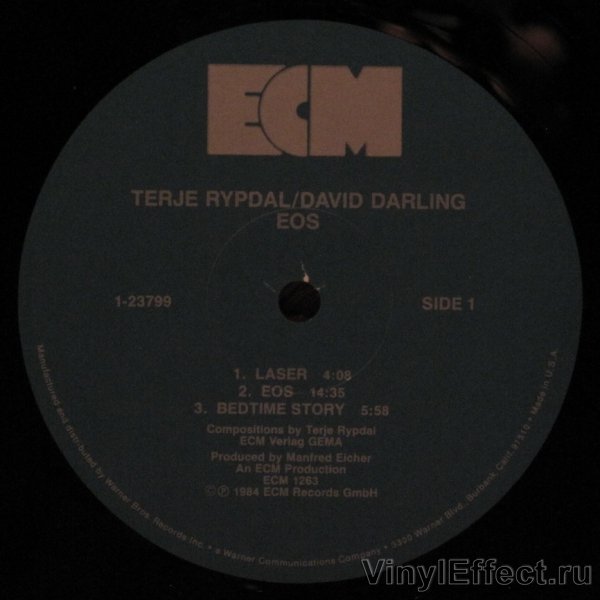 ECM
TERJE RYPDAL/DAVID DARLING
EOS
1-23799
SIDE 1
1. LASER 4:08
2. EOS 14:35
3. BEDTIME STORY 5:58
Compositions by Terje Rypdal
ECM Verlag GEMA
Produced by Manfred Eicher
An ECM Production
ECM 1263
©℗ 1984 ECM Records GmbH
Manufactured and distributed by Warner Bros. Records Inc. • a Warner Communications Company • 3300 Warner Blvd., Burbank, Calif. 91510 • Made in U.S.A.
VinylEffect.ru